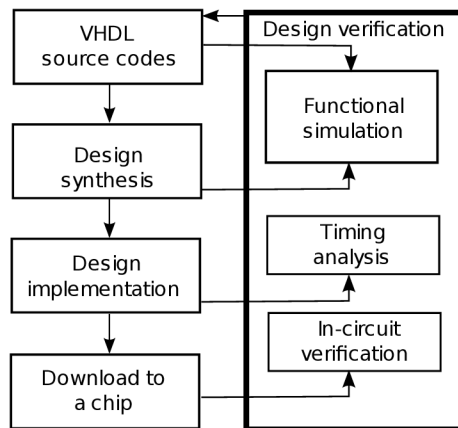 VHDL
source codes
Design verification
Functional
simulation
Design
synthesis
Timing
analysis
Design
implementation
In-circuit
verification
Download to
a chip